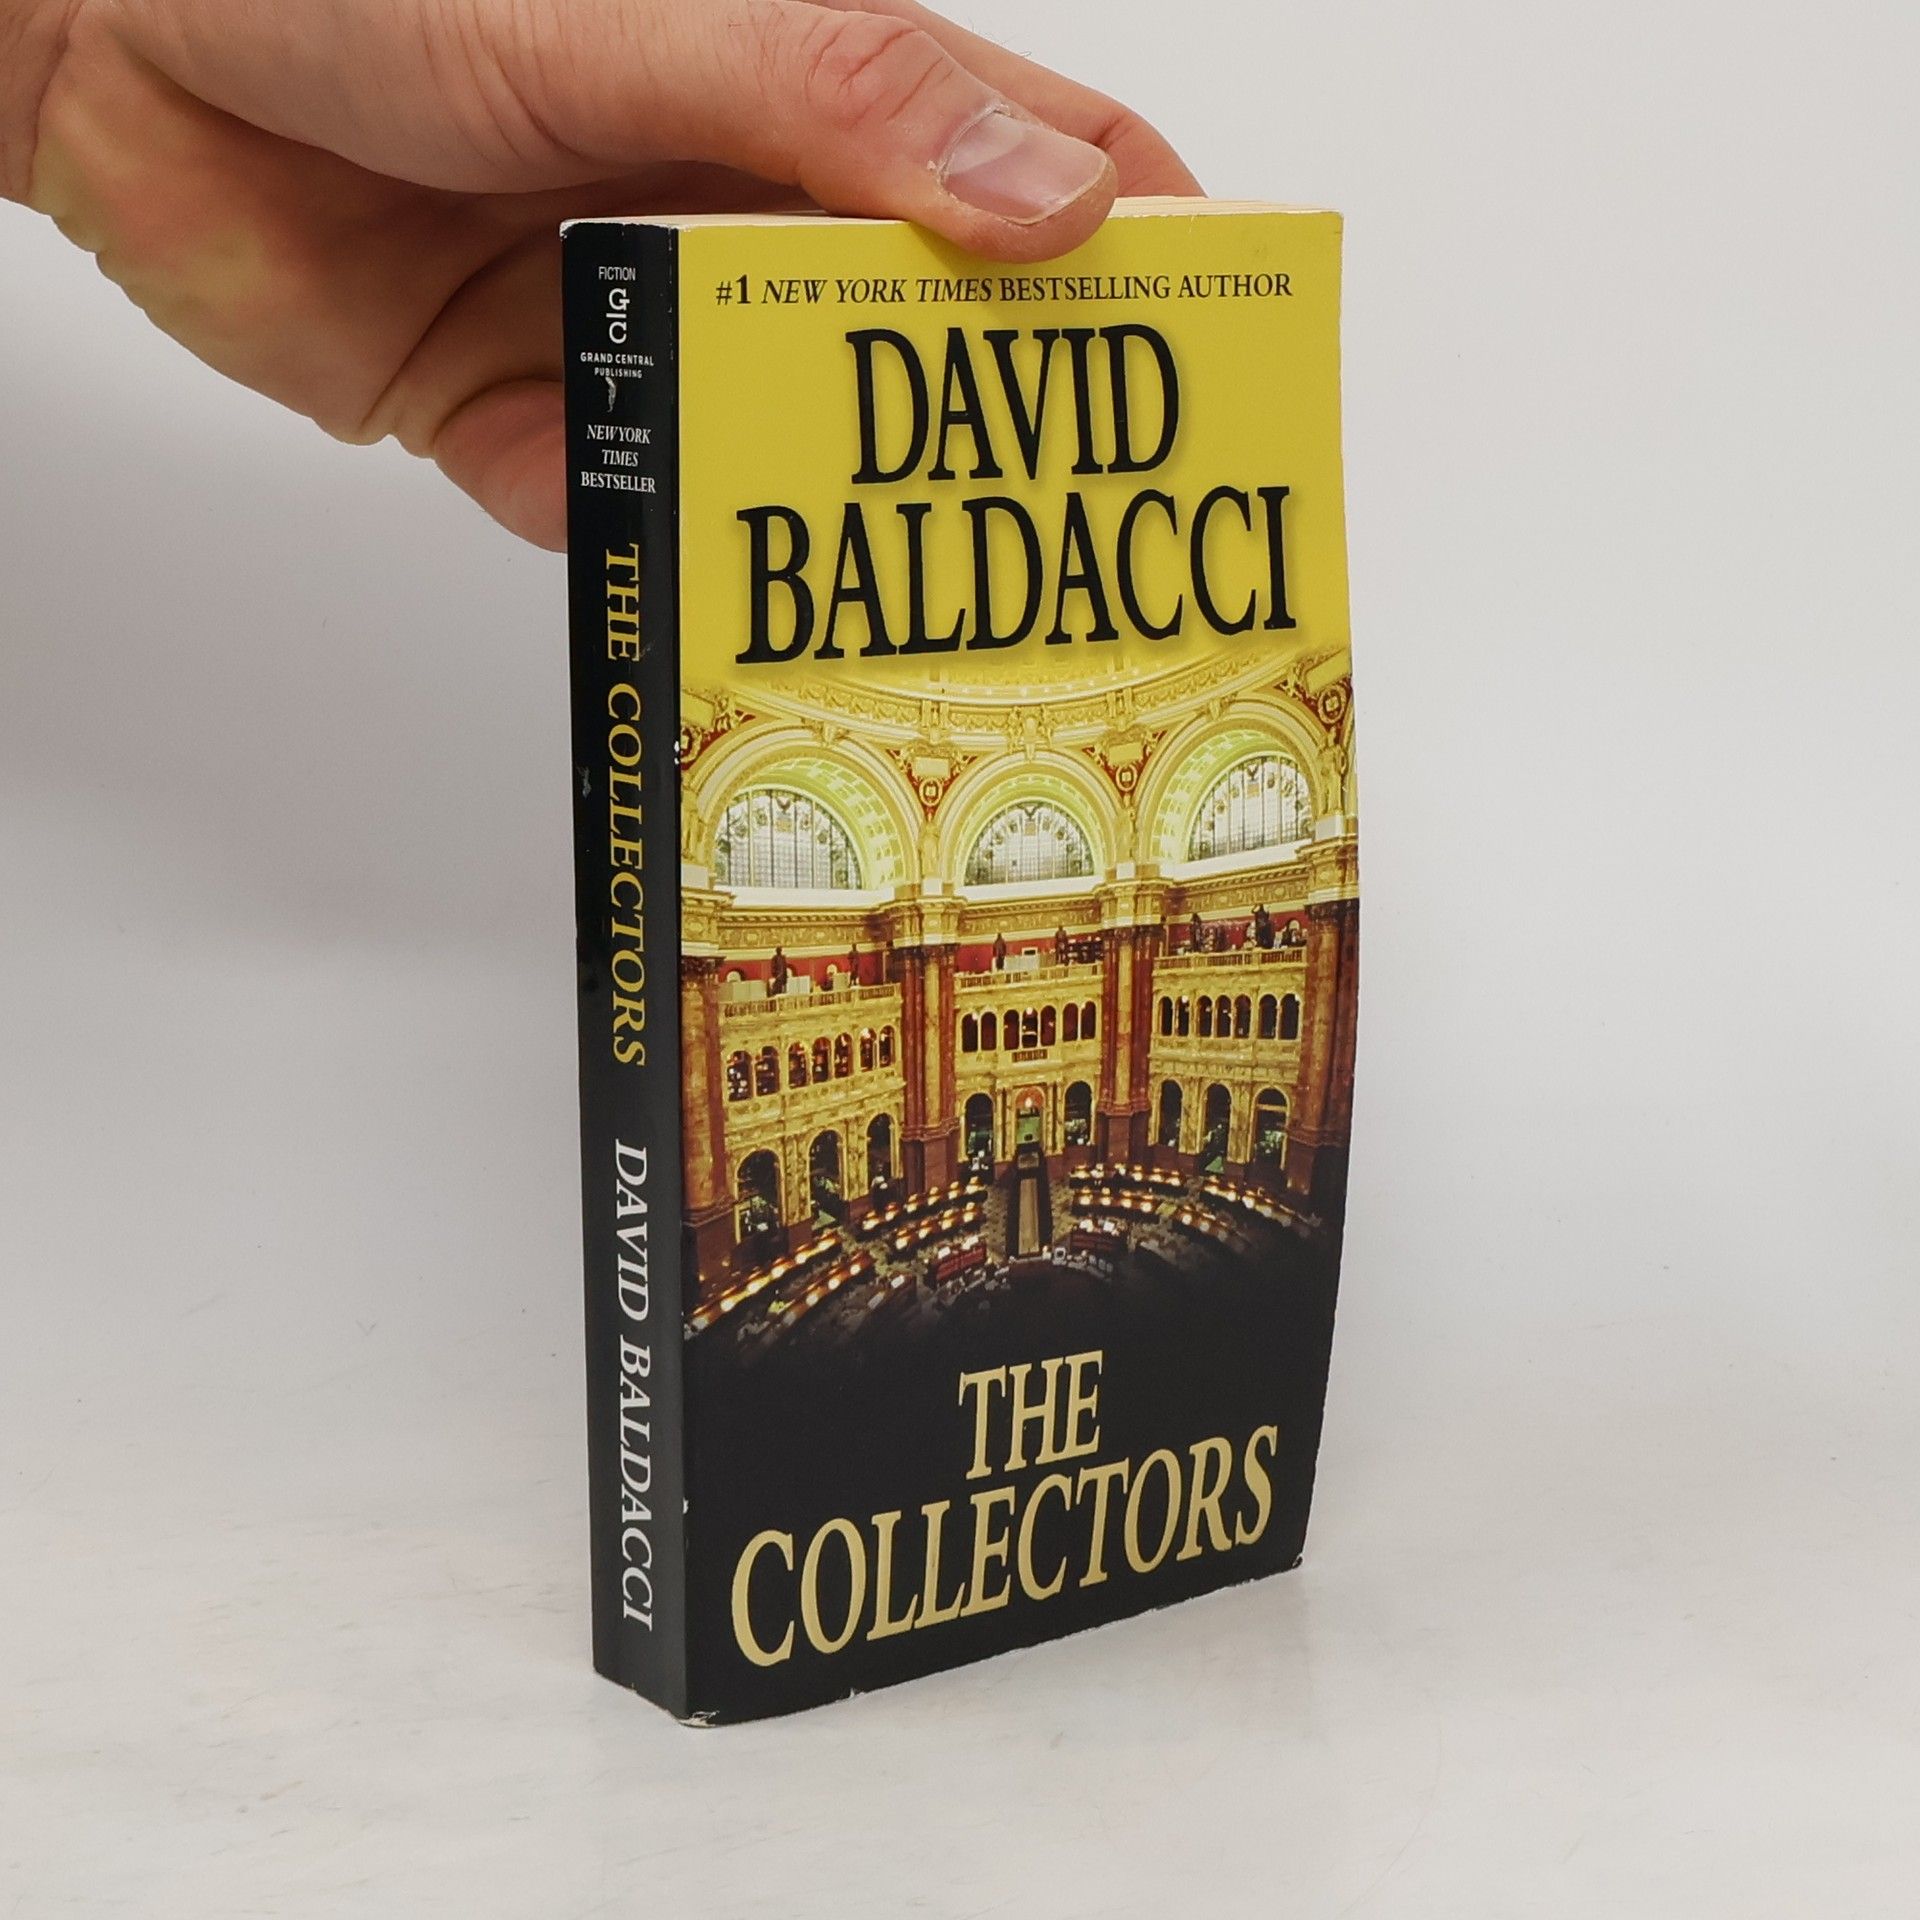 FICTION
G
C
GRAND CENTRAL
PUBLISHING
NEW YORK
TIMES
BESTSELLER
THE COLLECTORS DAVID BALDACCI
#1 NEW YORK TIMES BESTSELLING AUTHOR
DAVID
BALDACCI
THE
COLLECTORS